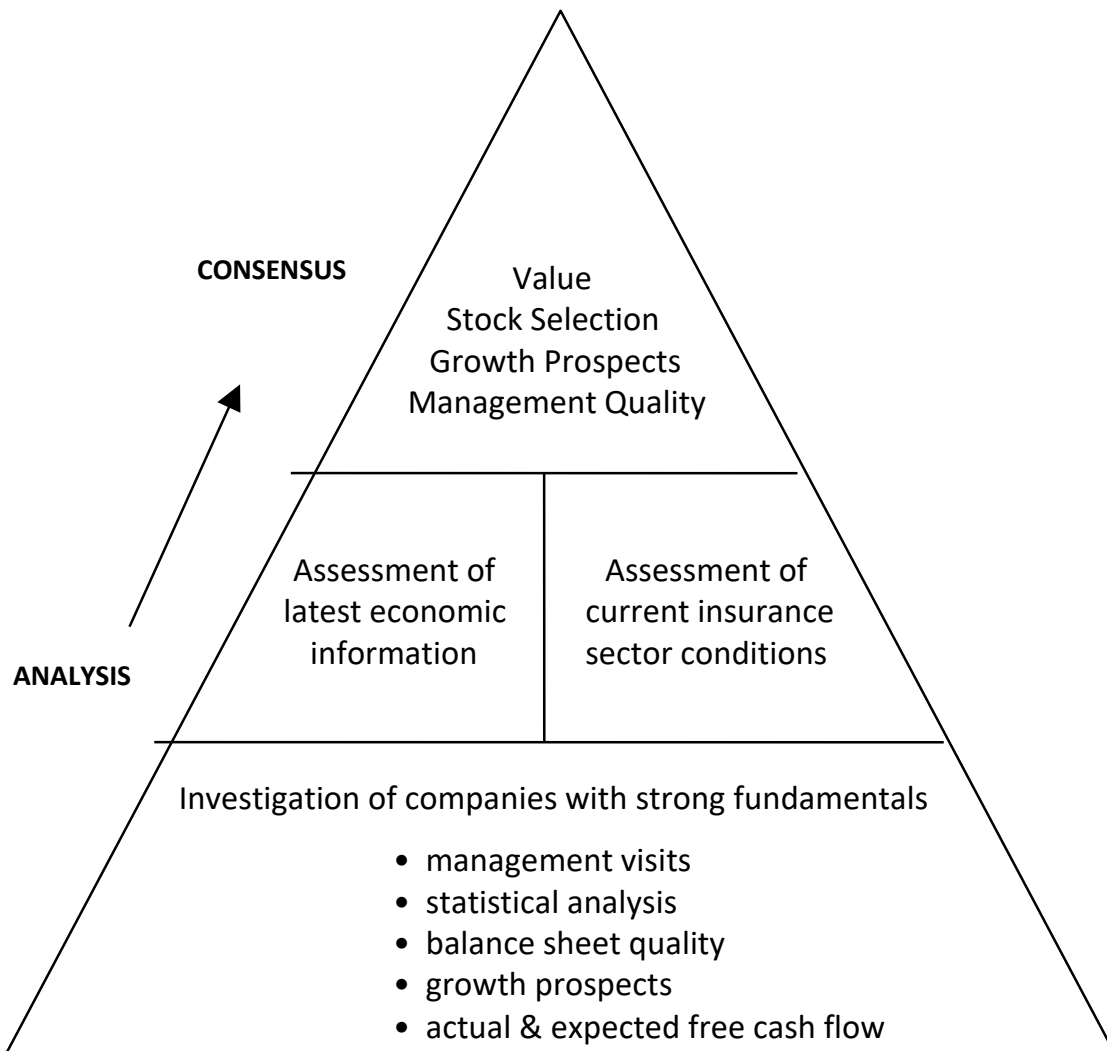 CONSENSUS
Value
Stock Selection
Growth Prospects
Management Quality
Assessment of
latest economic
information
Assessment of
current insurance
sector conditions
ANALYSIS
Investigation of companies with strong fundamentals
• management visits
• statistical analysis
• balance sheet quality
• growth prospects
• actual & expected free cash flow